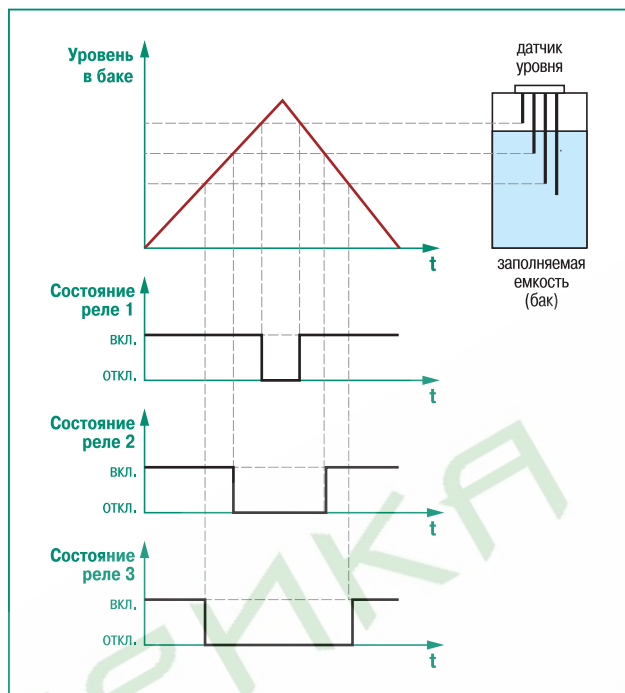 Уровень
в баке
t
датчик
уровня
заполняемая
емкость
(бак)
Состояние
реле 1
ВКЛ.
ОТКЛ.
t
Состояние
реле 2
ВКЛ.
ОТКЛ.
t
Состояние
реле 3
ВКЛ.
ОТКЛ.
t